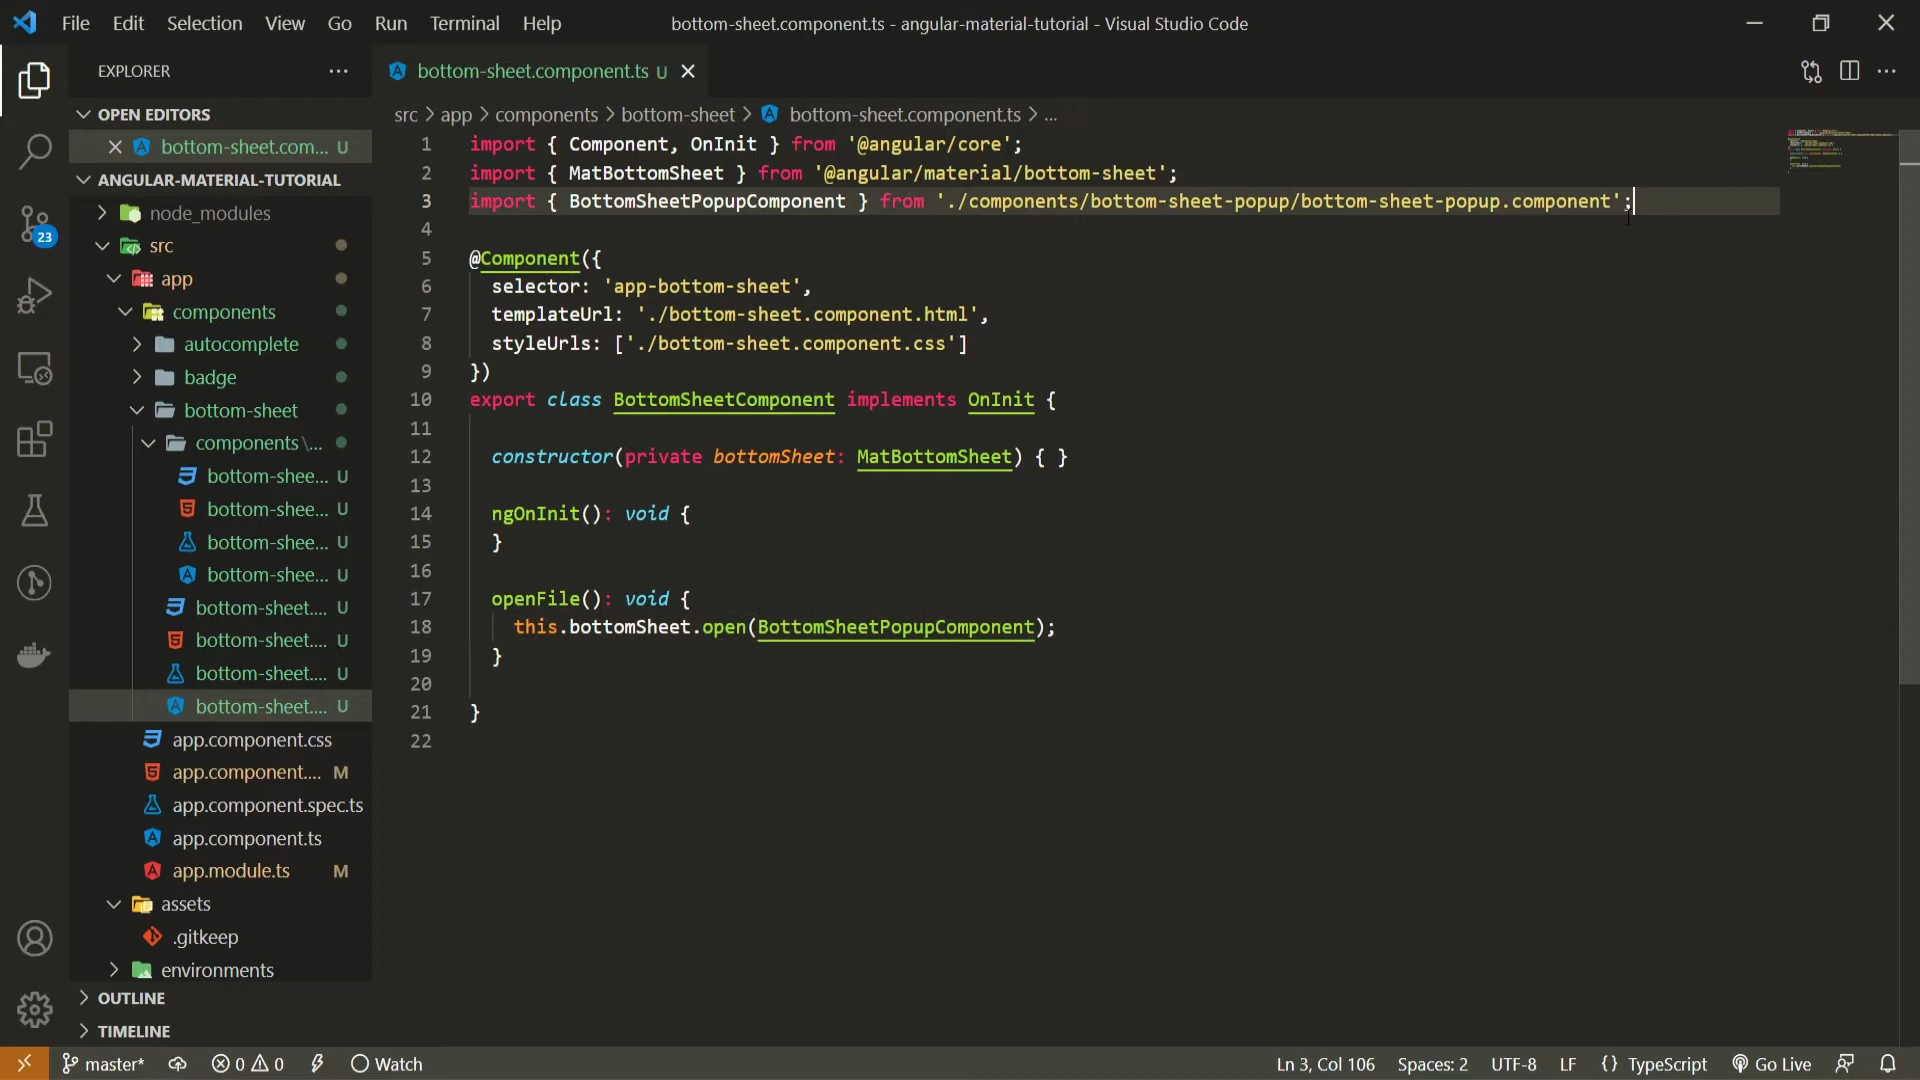 File Edit Selection View Go Run Terminal Help bottom-sheet.component.ts - angular-material-tutorial - Visual Studio Code
EXPLORER ...
bottom-sheet.component.ts U
OPEN EDITORS
bottom-sheet.com... U
ANGULAR-MATERIAL-TUTORIAL
node_modules
src
app
components
autocomplete
badge
bottom-sheet
components\...
bottom-shee... U
bottom-shee... U
bottom-shee... U
bottom-shee... U
bottom-sheet.... U
bottom-sheet.... U
bottom-sheet.... U
bottom-sheet.... U
app.component.css
app.component.... M
app.component.spec.ts
app.component.ts
app.module.ts M
assets
.gitkeep
environments
OUTLINE
TIMELINE
23
src > app > components > bottom-sheet > bottom-sheet.component.ts > ...
1 import { Component, OnInit } from '@angular/core';
2 import { MatBottomSheet } from '@angular/material/bottom-sheet';
3 import { BottomSheetPopupComponent } from './components/bottom-sheet-popup/bottom-sheet-popup.component';
4
5 @Component({
6 selector: 'app-bottom-sheet',
7 templateUrl: './bottom-sheet.component.html',
8 styleUrls: ['./bottom-sheet.component.css']
9 })
10 export class BottomSheetComponent implements OnInit {
11
12 constructor(private bottomSheet: MatBottomSheet) { }
13
14 ngOnInit(): void {
15 }
16
17 openFile(): void {
18 this.bottomSheet.open(BottomSheetPopupComponent);
19 }
20
21 }
22
master* 0 0 Watch Ln 3, Col 106 Spaces: 2 UTF-8 LF {} TypeScript Go Live